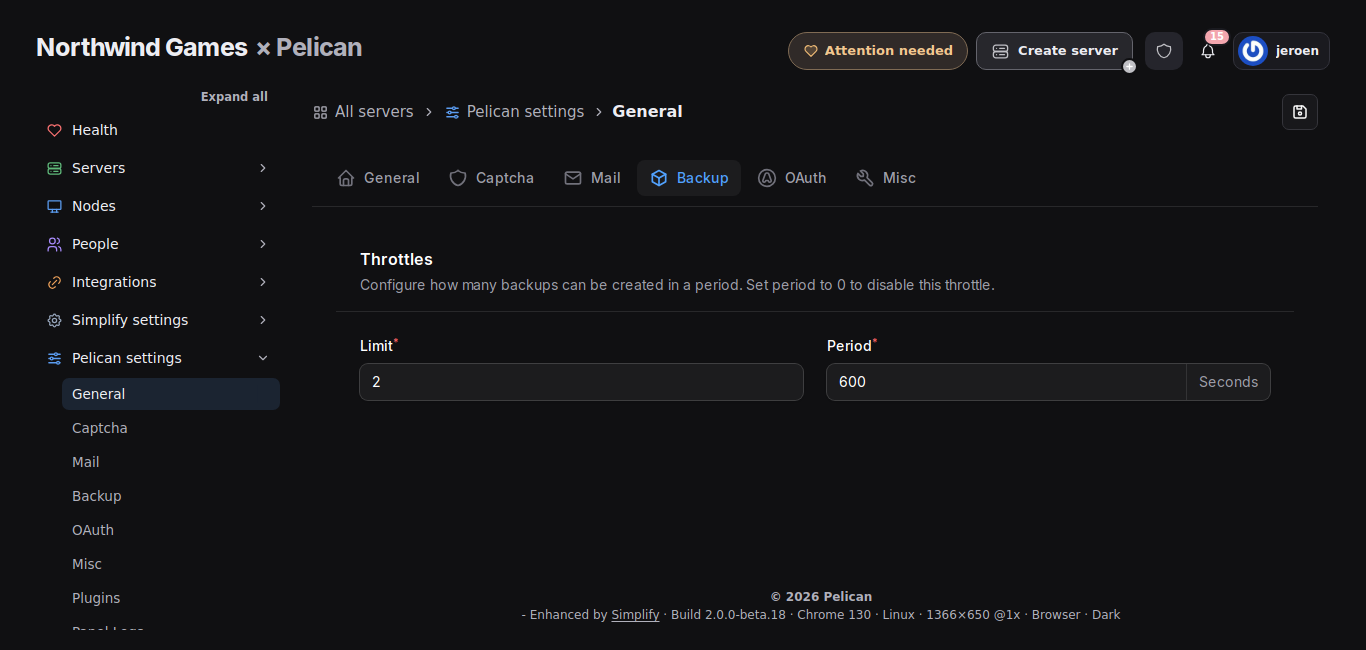 Northwind Games × Pelican
Attention needed
Create server
15
jeroen
Expand all
Health
Servers
Nodes
People
Integrations
Simplify settings
Pelican settings
General
Captcha
Mail
Backup
OAuth
Misc
Plugins
Panel Logs
All servers > Pelican settings > General
General Captcha Mail Backup OAuth Misc
Throttles
Configure how many backups can be created in a period. Set period to 0 to disable this throttle.
Limit*
2
Period*
600 Seconds
© 2026 Pelican
- Enhanced by Simplify · Build 2.0.0-beta.18 · Chrome 130 · Linux · 1366×650 @1x · Browser · Dark